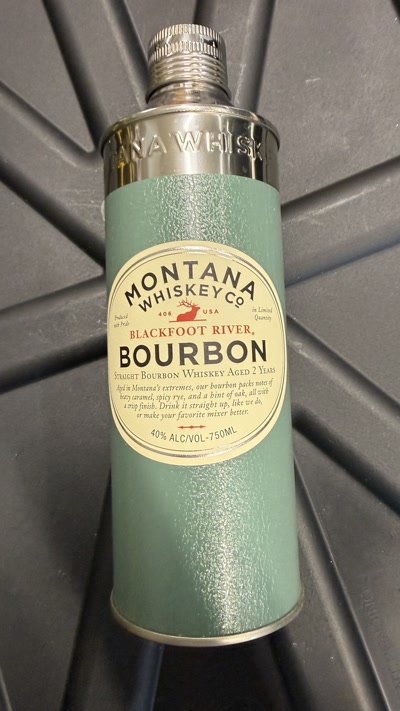 ANA WHISK
MONTANA
WHISKEY CO
406 USA
Produced with Pride
in Limited Quantity
BLACKFOOT RIVER
BOURBON
STRAIGHT BOURBON WHISKEY AGED 2 YEARS
Aged in Montana's extremes, our bourbon packs notes of
heavy caramel, spicy rye, and a hint of oak, all with
a crisp finish. Drink it straight up, like we do,
or make your favorite mixer better.
40% ALC/VOL-750ML